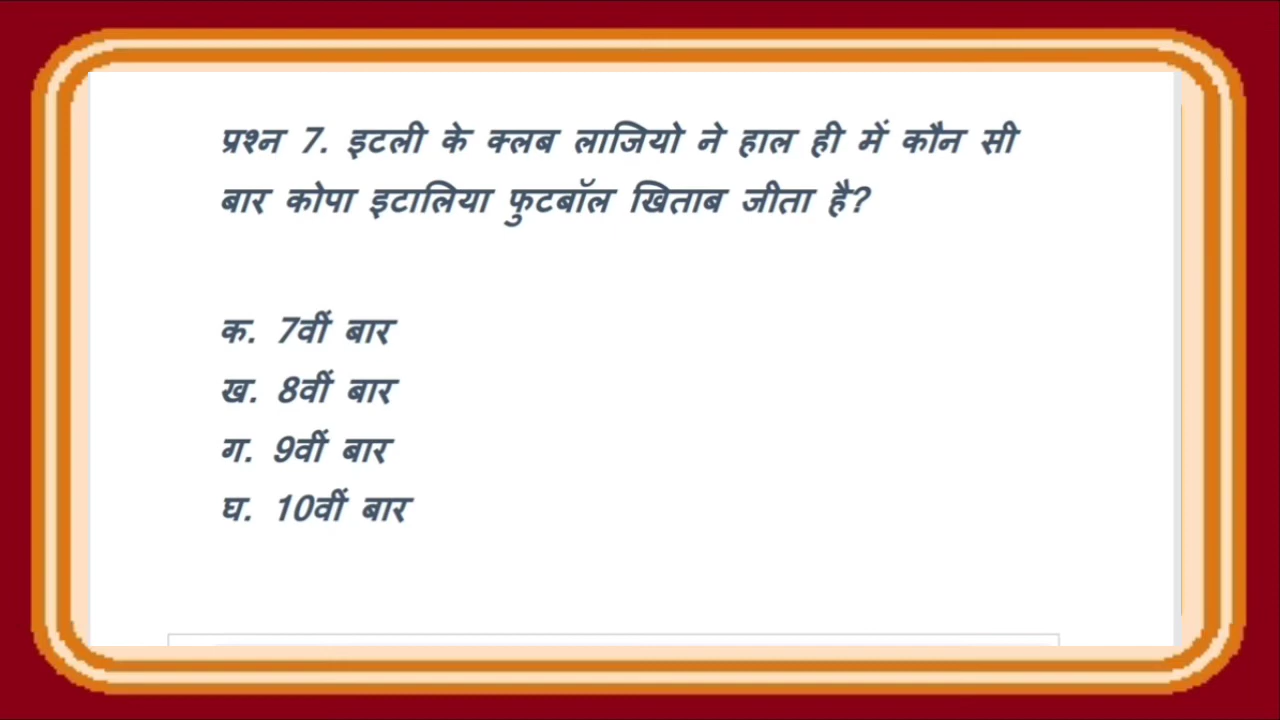 प्रश्न 7. इटली के क्लब लाजियो ने हाल ही में कौन सी
बार कोपा इटालिया फुटबॉल खिताब जीता है?
क. 7वीं बार
ख. 8वीं बार
ग. 9वीं बार
घ. 10वीं बार